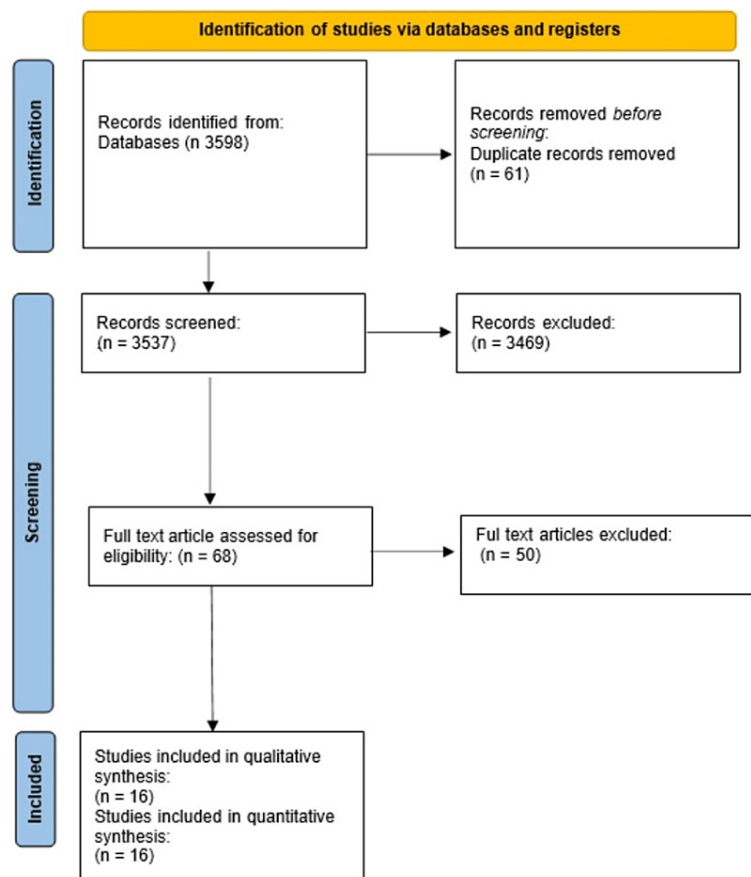 Identification of studies via databases and registers
Identification
Records identified from:
Databases (n 3598)
Records removed before
screening:
Duplicate records removed
(n = 61)
Screening
Records screened:
(n = 3537)
Records excluded:
(n = 3469)
Full text article assessed for
eligibility: (n = 68)
Ful text articles excluded:
(n = 50)
Included
Studies included in qualitative
synthesis:
(n = 16)
Studies included in quantitative
synthesis:
(n = 16)